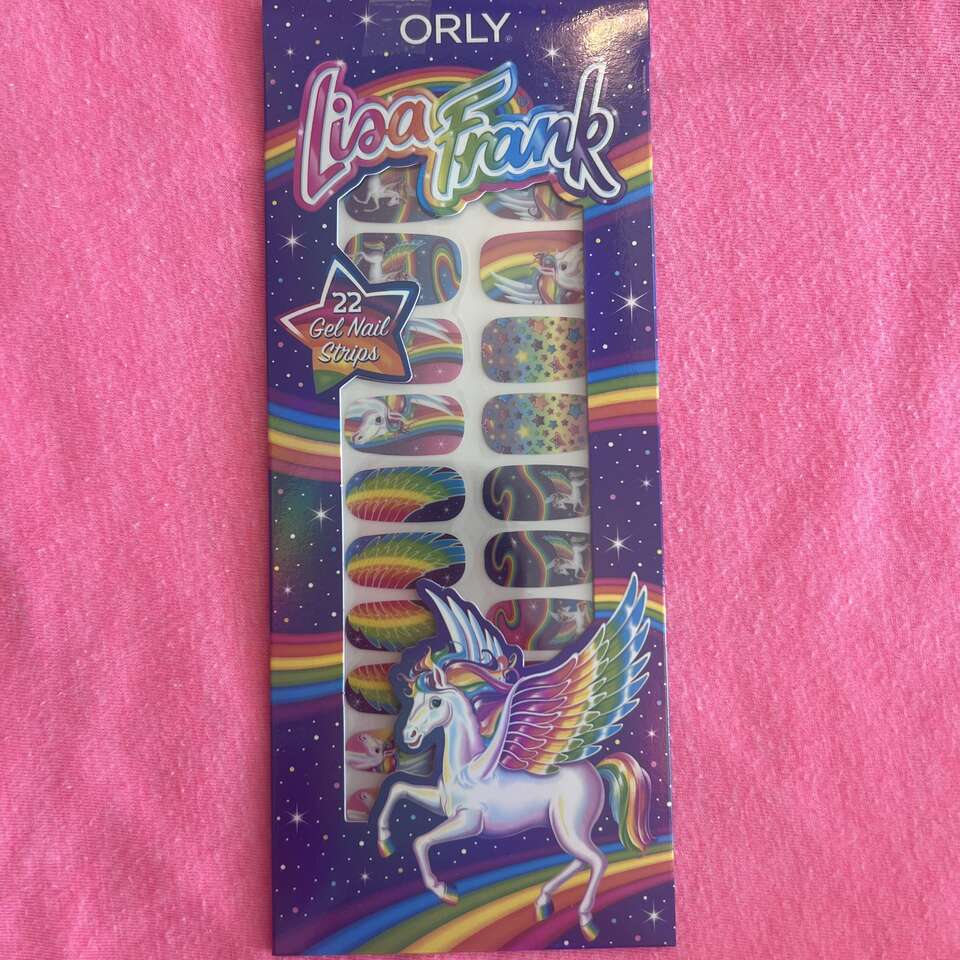 ORLY
Lisa Frank
22
Gel Nail
Strips